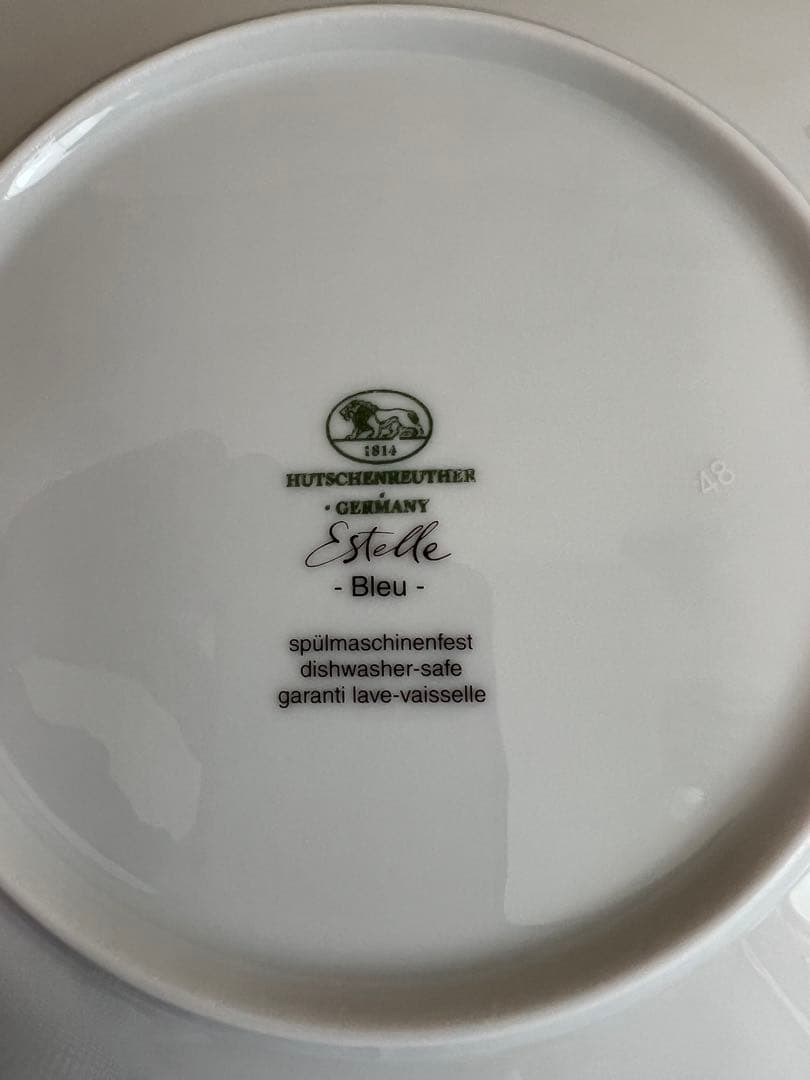 1814
HUTSCHENREUTHER
GERMANY
Estelle
- Bleu -
48
spülmaschinenfest
dishwasher-safe
garanti lave-vaisselle